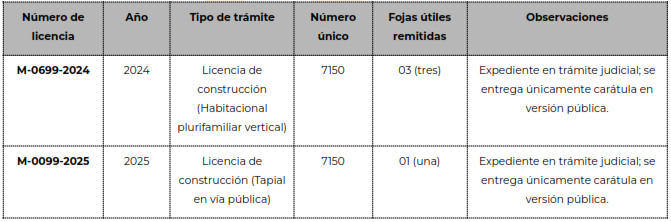 Número de licencia	Año	Tipo de trámite	Número único	Fojas útiles remitidas	Observaciones
M-0699-2024	2024	Licencia de construcción (Habitacional plurifamiliar vertical)	7150	03 (tres)	Expediente en trámite judicial; se entrega únicamente carátula en versión pública.
M-0099-2025	2025	Licencia de construcción (Tapial en vía pública)	7150	01 (una)	Expediente en trámite judicial; se entrega únicamente carátula en versión pública.